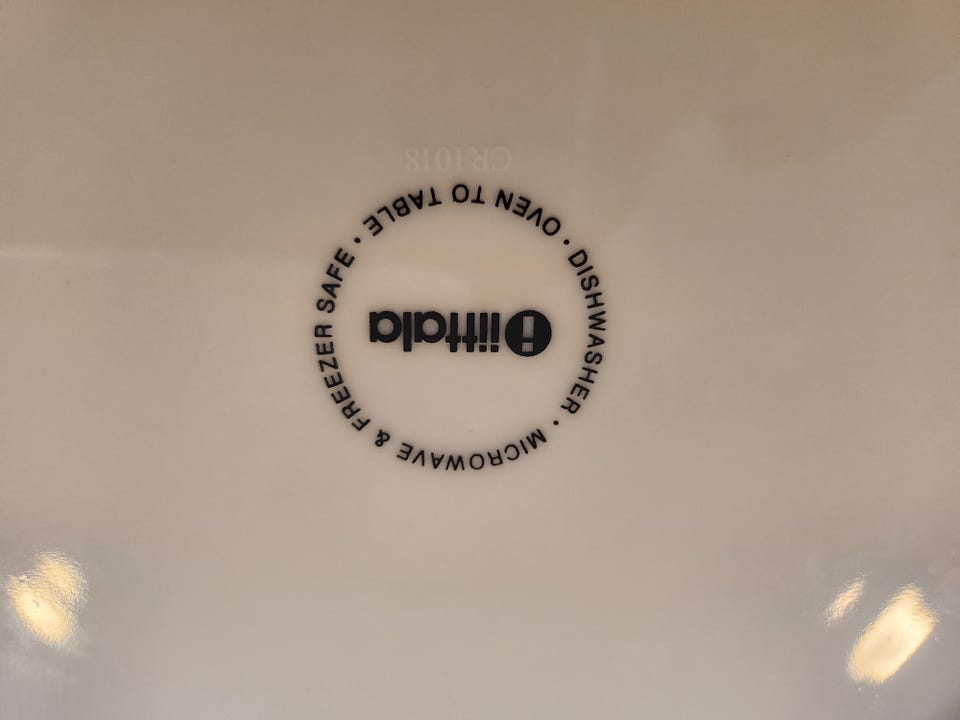 iittala
OVEN TO TABLE • DISHWASHER • MICROWAVE & FREEZER SAFE •
CR1018